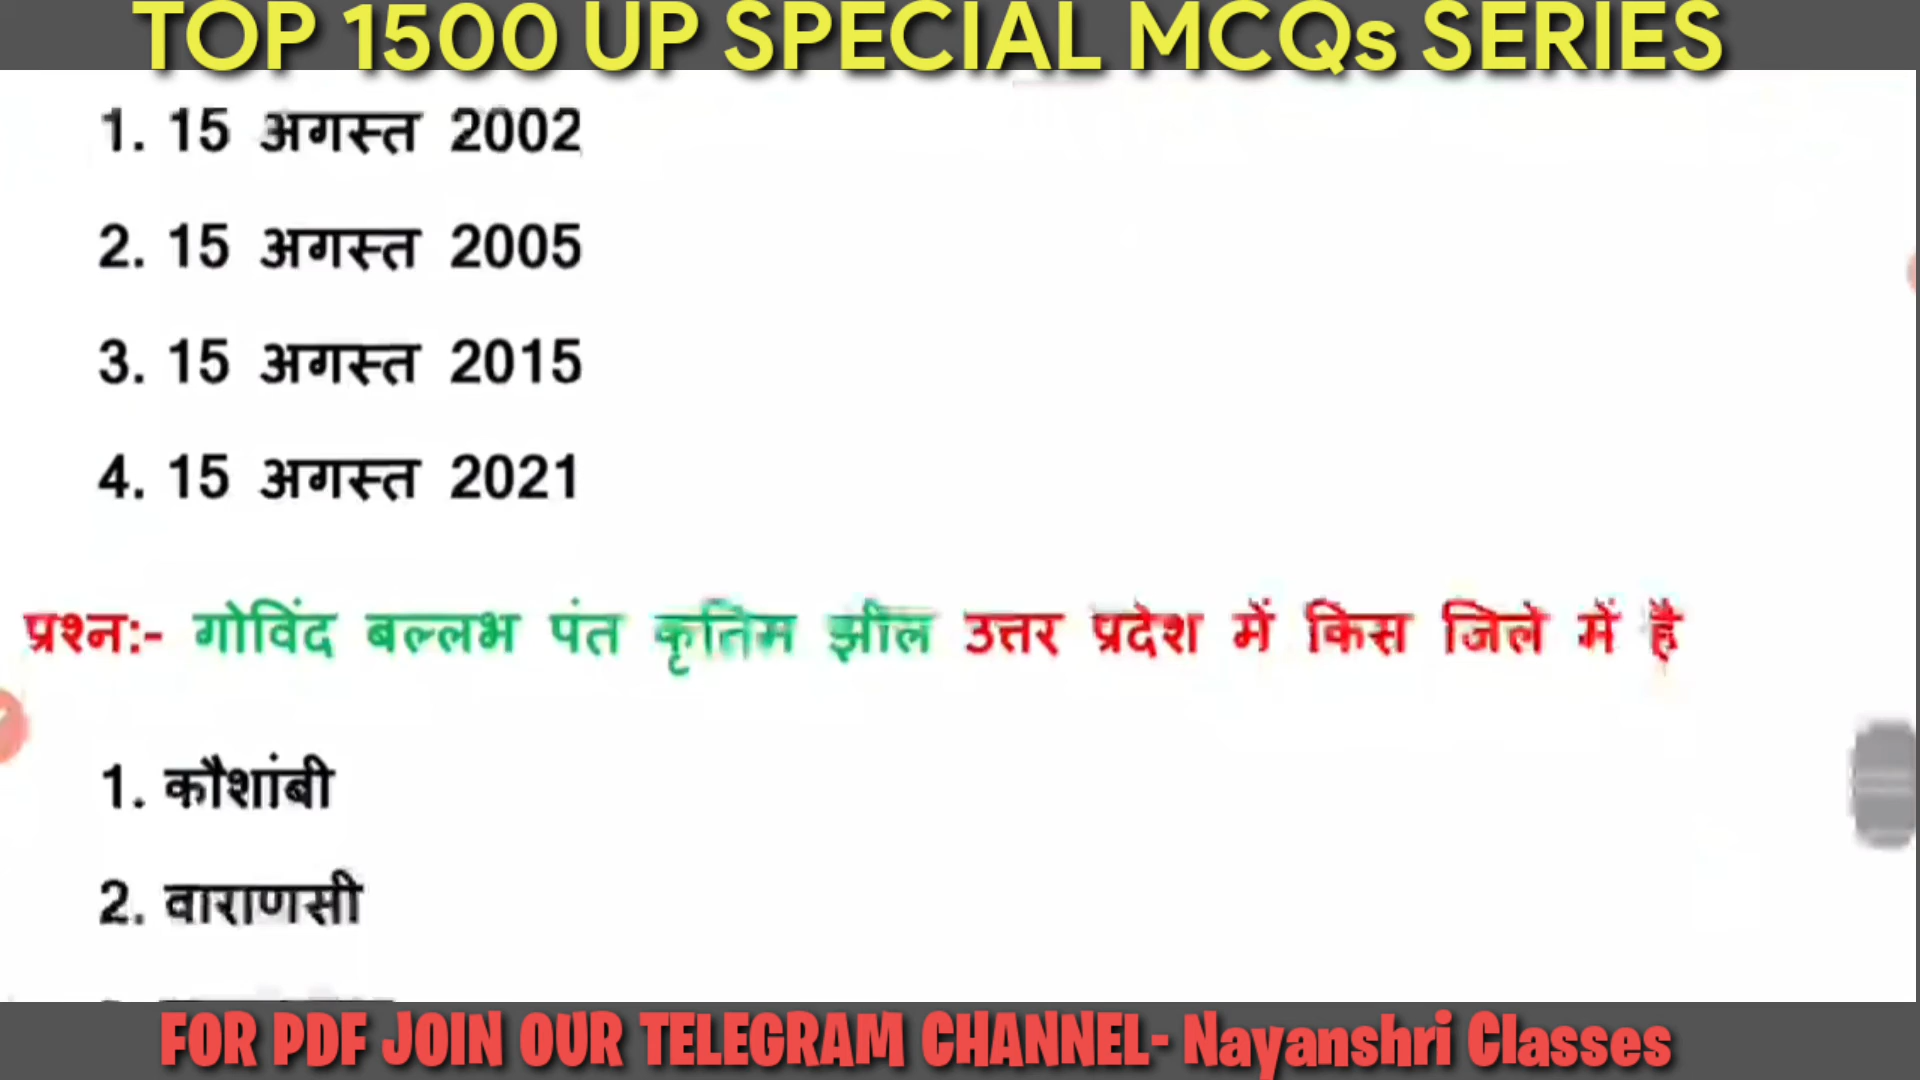 TOP 1500 UP SPECIAL MCQs SERIES
1. 15 अगस्त 2002
2. 15 अगस्त 2005
3. 15 अगस्त 2015
4. 15 अगस्त 2021
प्रश्न:- गोविंद बल्लभ पंत कृतिम झील उत्तर प्रदेश में किस जिले में है
1. कौशांबी
2. वाराणसी
FOR PDF JOIN OUR TELEGRAM CHANNEL- Nayanshri Classes